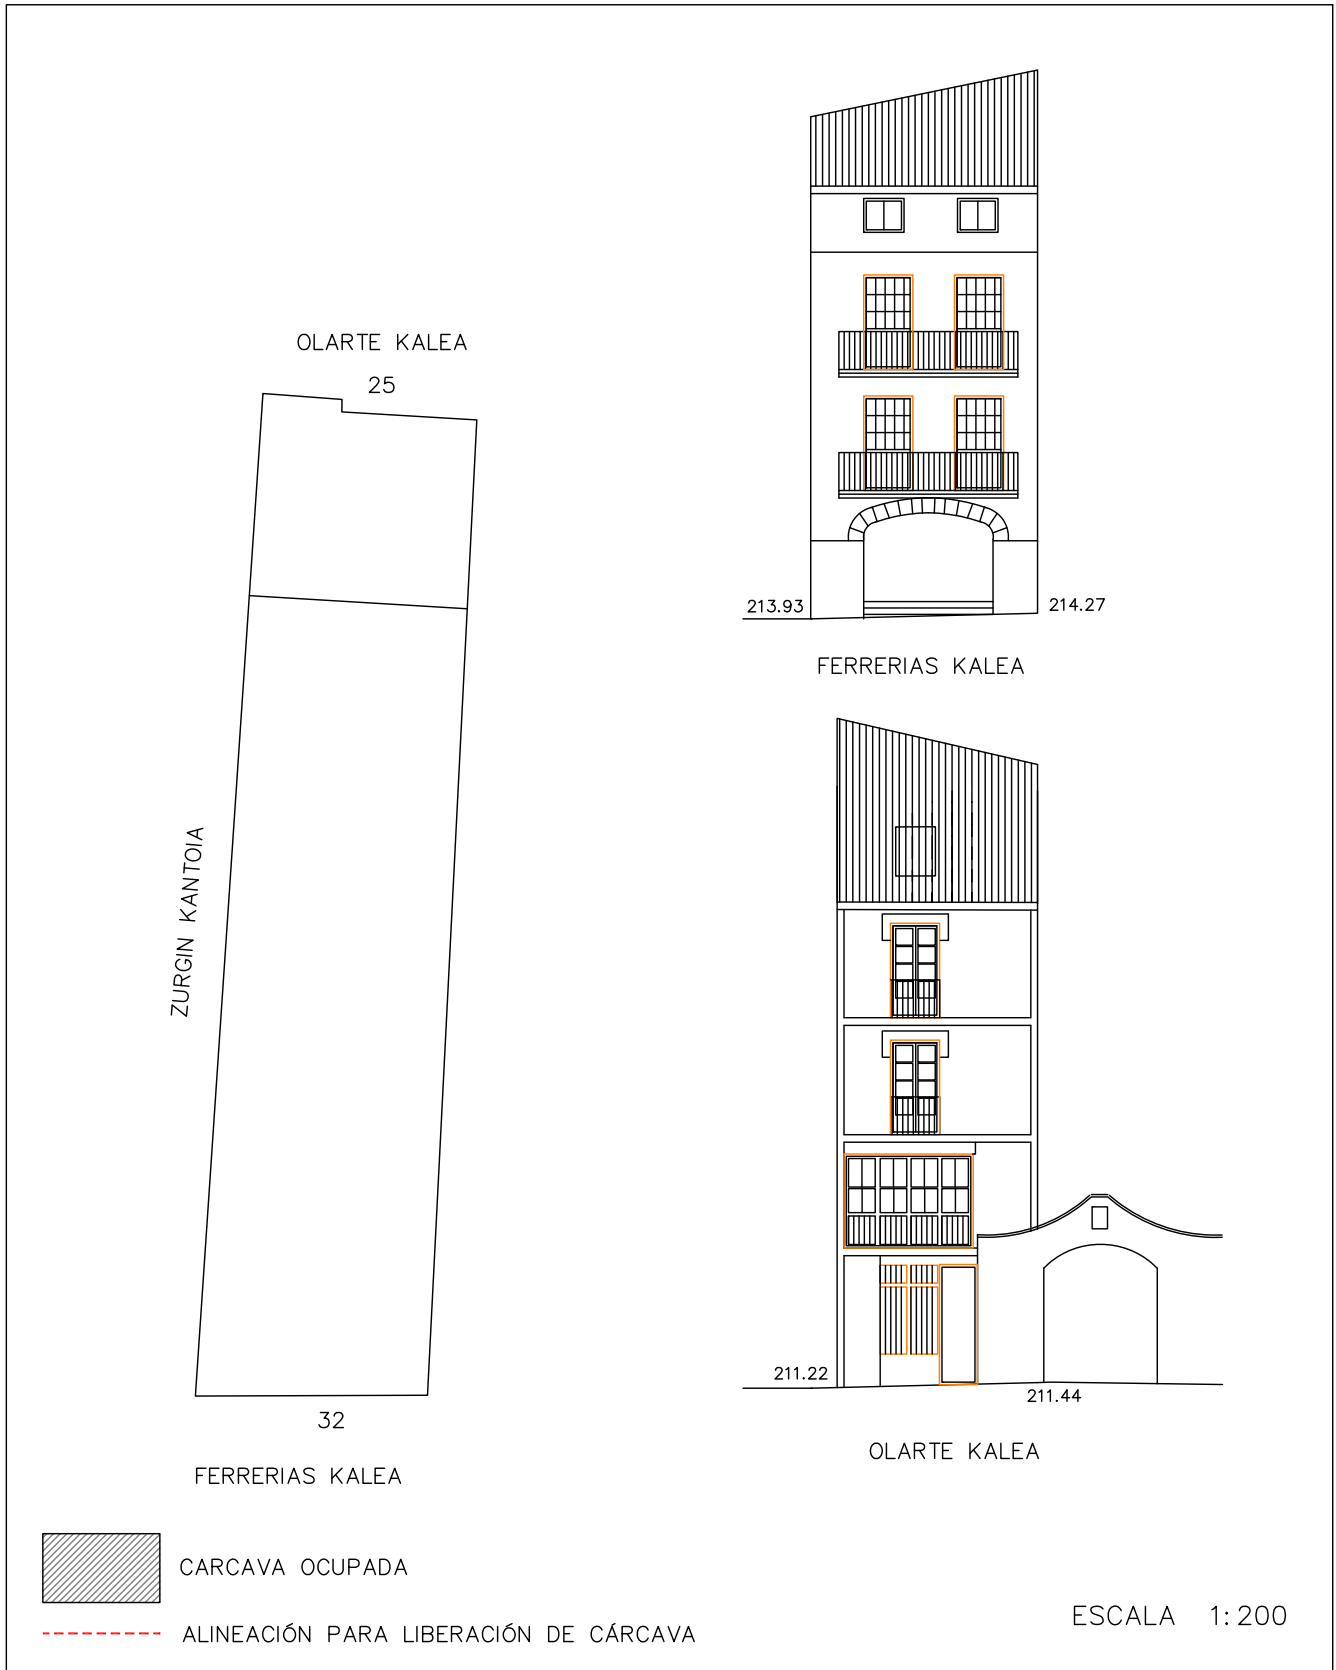 OLARTE KALEA
25
ZURGIN KANTOIA
32
FERRERIAS KALEA
213.93
214.27
FERRERIAS KALEA
211.22
211.44
OLARTE KALEA
CARCAVA OCUPADA
ALINEACIÓN PARA LIBERACIÓN DE CÁRCAVA
ESCALA 1:200